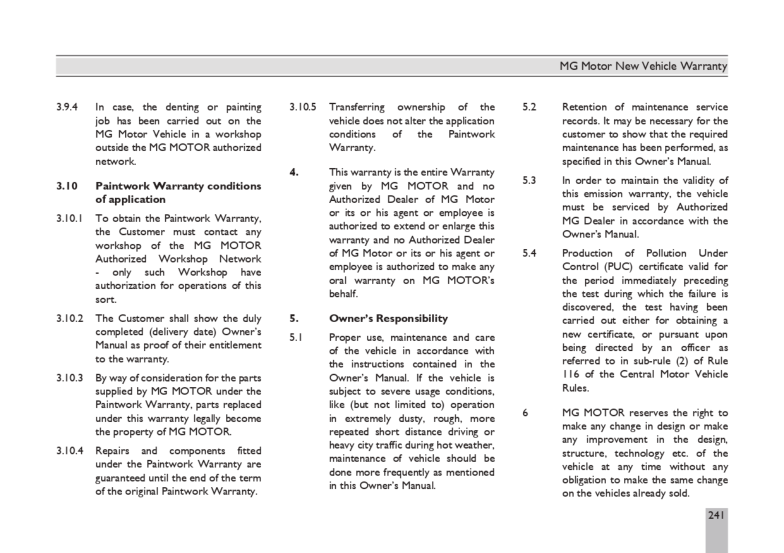 MG Motor New Vehicle Warranty
3.9.4 In case, the denting or painting
job has been carried out on the
MG Motor Vehicle in a workshop
outside the MG MOTOR authorized
network.
3.10 Paintwork Warranty conditions
of application
3.10.1 To obtain the Paintwork Warranty,
the Customer must contact any
workshop of the MG MOTOR
Authorized Workshop Network
- only such Workshop have
authorization for operations of this
sort.
3.10.2 The Customer shall show the duly
completed (delivery date) Owner's
Manual as proof of their entitlement
to the warranty.
3.10.3 By way of consideration for the parts
supplied by MG MOTOR under the
Paintwork Warranty, parts replaced
under this warranty legally become
the property of MG MOTOR.
3.10.4 Repairs and components fitted
under the Paintwork Warranty are
guaranteed until the end of the term
of the original Paintwork Warranty.
3.10.5 Transferring ownership of the
vehicle does not alter the application
conditions of the Paintwork
Warranty.
4. This warranty is the entire Warranty
given by MG MOTOR and no
Authorized Dealer of MG Motor
or its or his agent or employee is
authorized to extend or enlarge this
warranty and no Authorized Dealer
of MG Motor or its or his agent or
employee is authorized to make any
oral warranty on MG MOTOR's
behalf.
5. Owner's Responsibility
5.1 Proper use, maintenance and care
of the vehicle in accordance with
the instructions contained in the
Owner's Manual. If the vehicle is
subject to severe usage conditions,
like (but not limited to) operation
in extremely dusty, rough, more
repeated short distance driving or
heavy city traffic during hot weather,
maintenance of vehicle should be
done more frequently as mentioned
in this Owner's Manual.
5.2 Retention of maintenance service
records. It may be necessary for the
customer to show that the required
maintenance has been performed, as
specified in this Owner's Manual.
5.3 In order to maintain the validity of
this emission warranty, the vehicle
must be serviced by Authorized
MG Dealer in accordance with the
Owner's Manual.
5.4 Production of Pollution Under
Control (PUC) certificate valid for
the period immediately preceding
the test during which the failure is
discovered, the test having been
carried out either for obtaining a
new certificate, or pursuant upon
being directed by an officer as
referred to in sub-rule (2) of Rule
116 of the Central Motor Vehicle
Rules.
6 MG MOTOR reserves the right to
make any change in design or make
any improvement in the design,
structure, technology etc. of the
vehicle at any time without any
obligation to make the same change
on the vehicles already sold.
241